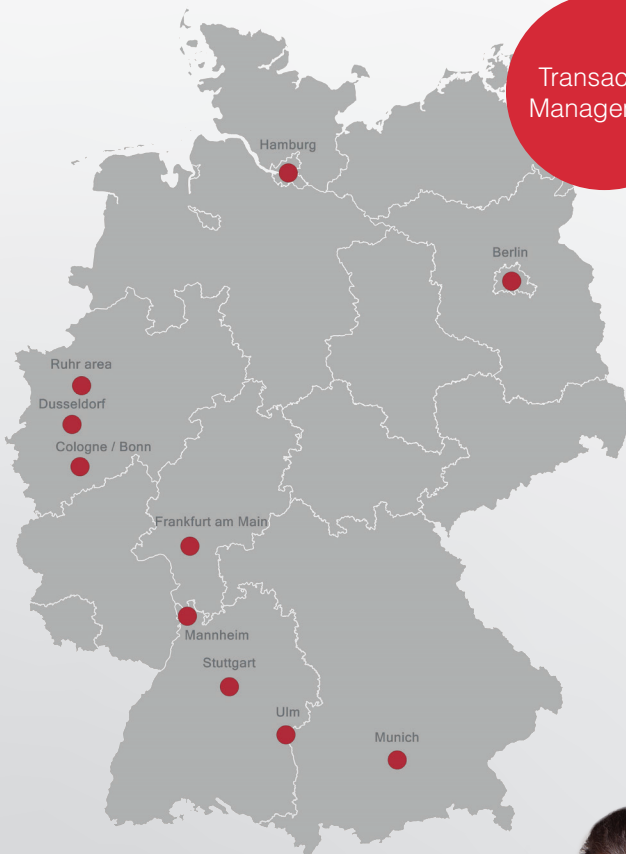 Transac
Manager
Hamburg
Berlin
Ruhr area
Dusseldorf
Cologne / Bonn
Frankfurt am Main
Mannheim
Stuttgart
Ulm
Munich